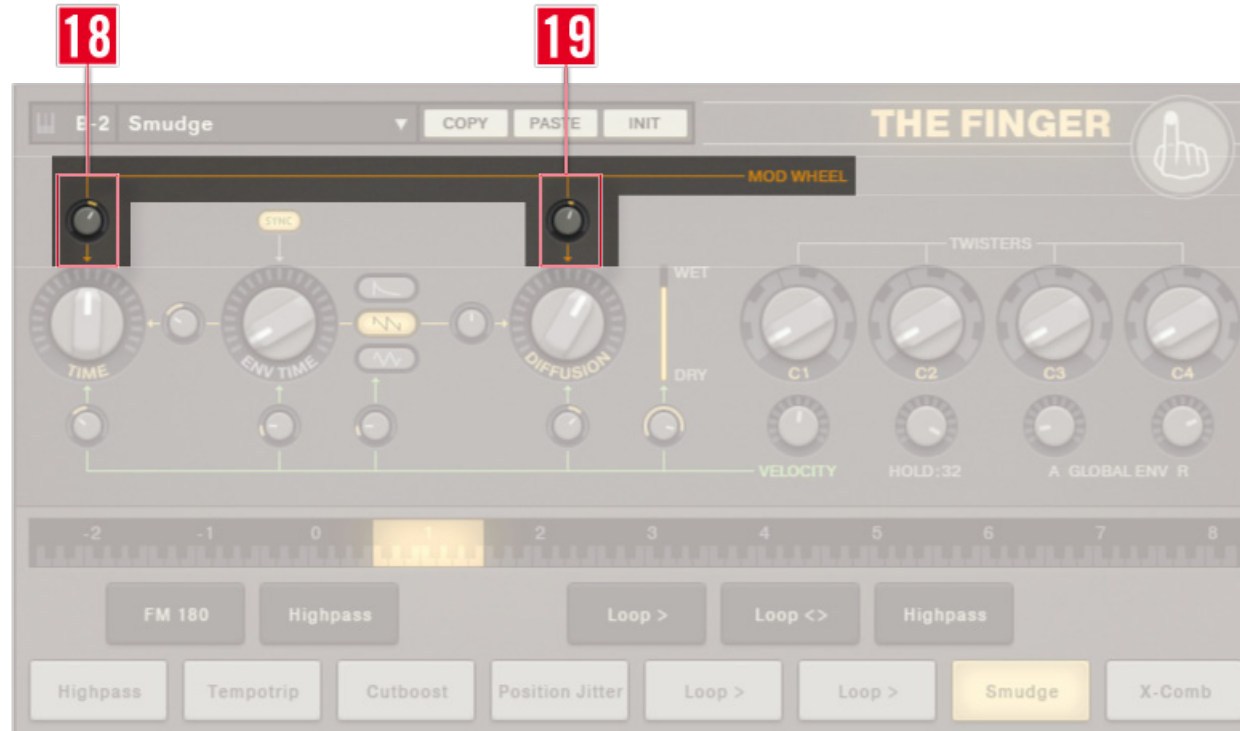 18 19
E-2 Smudge COPY PASTE INIT THE FINGER
MOD WHEEL
SYNC
TWISTERS
WET
TIME ENV TIME DIFFUSION DRY C1 C2 C3 C4
VELOCITY HOLD:32 A GLOBAL ENV R
-2 -1 0 1 2 3 4 5 6 7 8
FM 180 Highpass Loop > Loop <> Highpass
Highpass Tempotrip Cutboost Position Jitter Loop > Loop > Smudge X-Comb